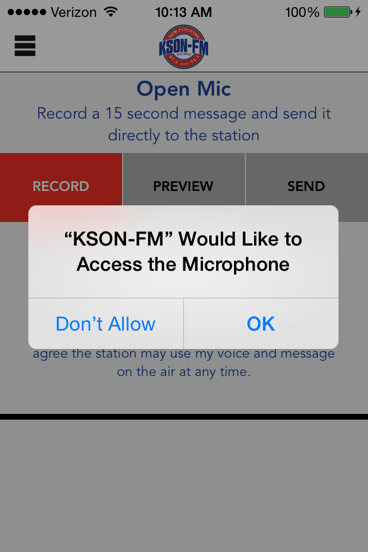 Verizon 10:13 AM 100%
KSON-FM
Open Mic
Record a 15 second message and send it
directly to the station
RECORD PREVIEW SEND
“KSON-FM” Would Like to
Access the Microphone
Don’t Allow OK
agree the station may use my voice and message
on the air at any time.